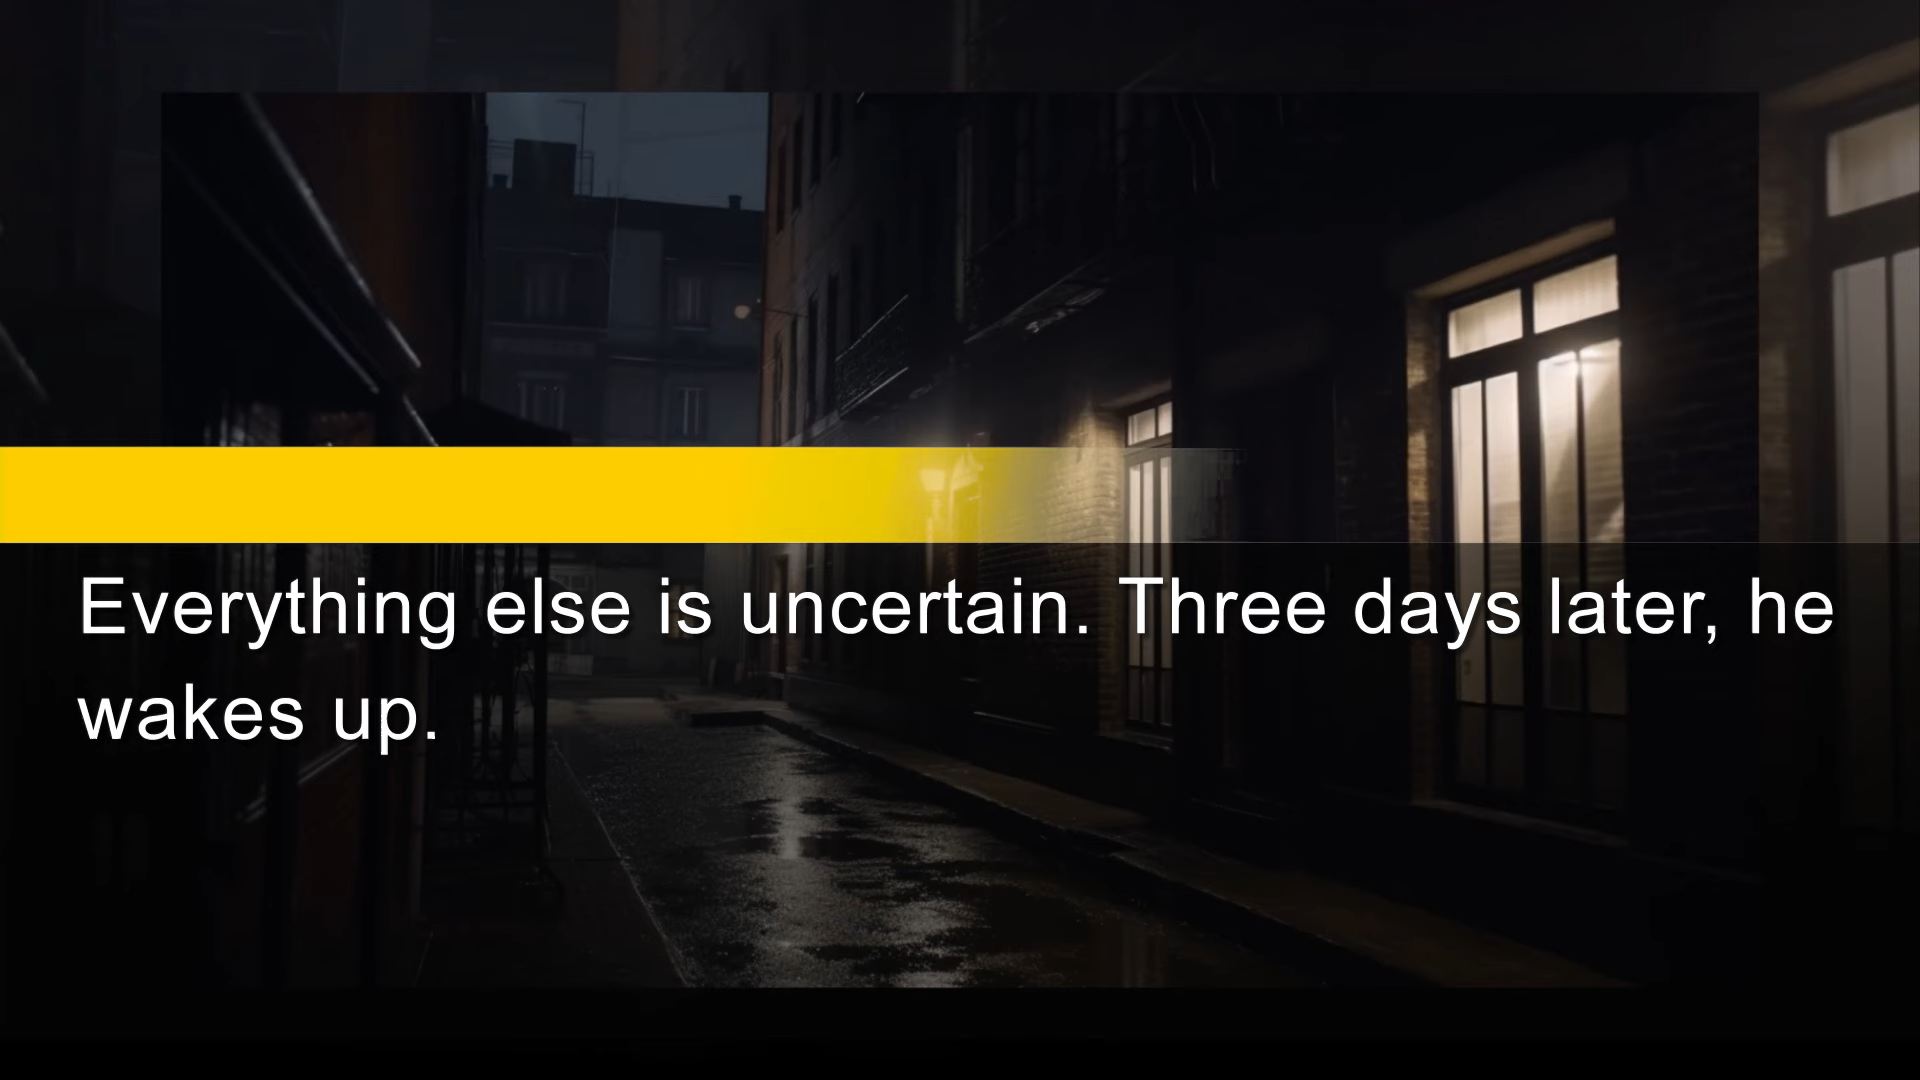 Everything else is uncertain. Three days later, he
wakes up.